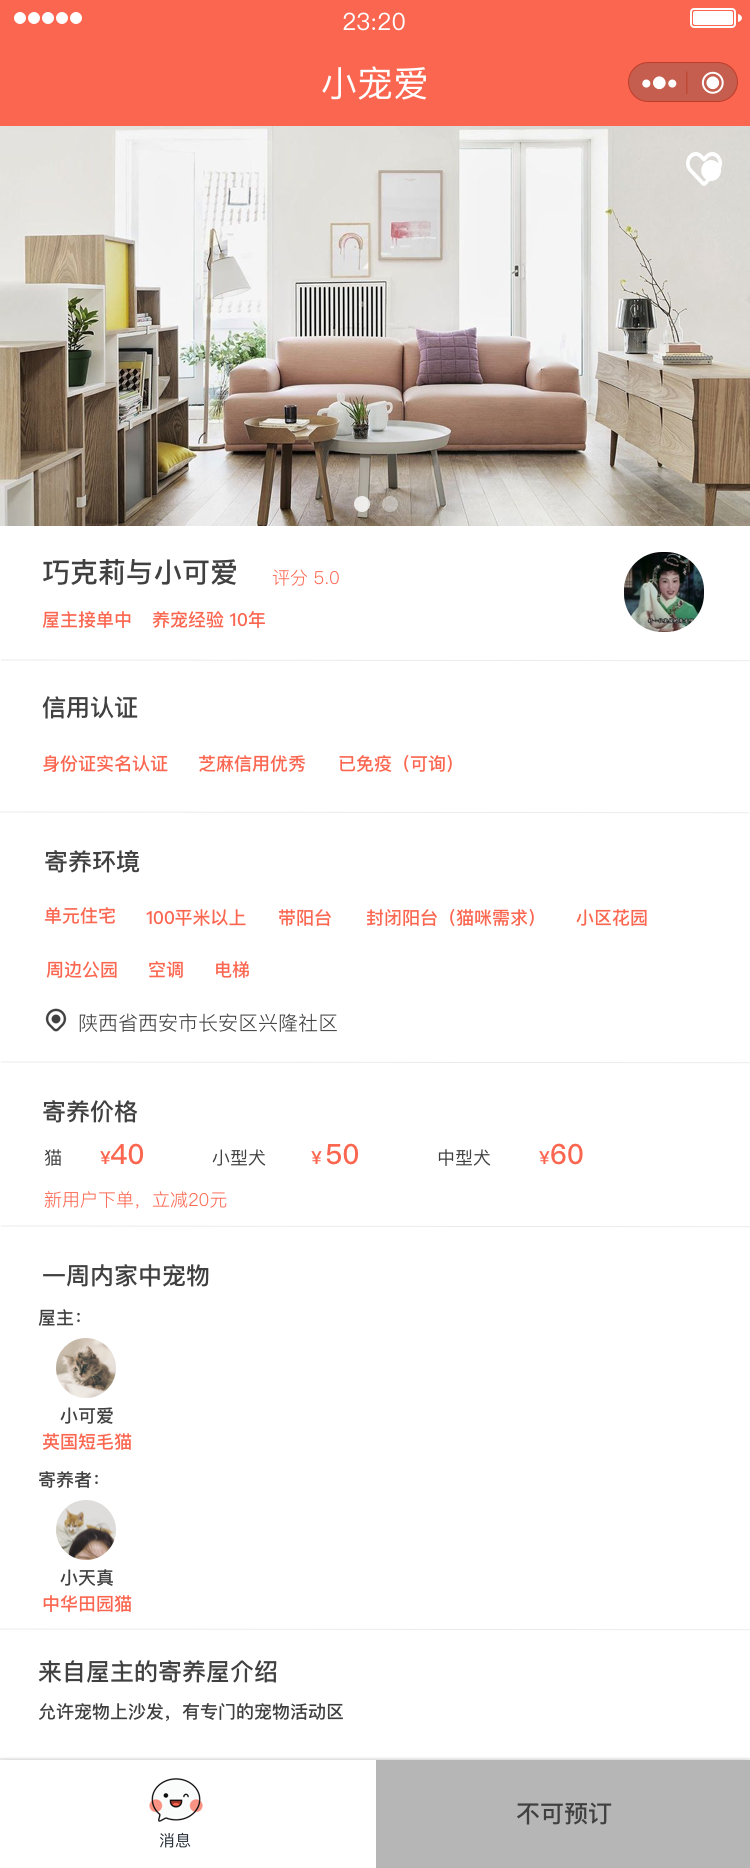 23:20
小宠爱
巧克莉与小可爱 评分 5.0
屋主接单中 养宠经验 10年
信用认证
身份证实名认证 芝麻信用优秀 已免疫（可询）
寄养环境
单元住宅 100平米以上 带阳台 封闭阳台（猫咪需求） 小区花园
周边公园 空调 电梯
陕西省西安市长安区兴隆社区
寄养价格
猫 ¥40 小型犬 ¥50 中型犬 ¥60
新用户下单，立减20元
一周内家中宠物
屋主：
小可爱
英国短毛猫
寄养者：
小天真
中华田园猫
来自屋主的寄养屋介绍
允许宠物上沙发，有专门的宠物活动区
消息 不可预订